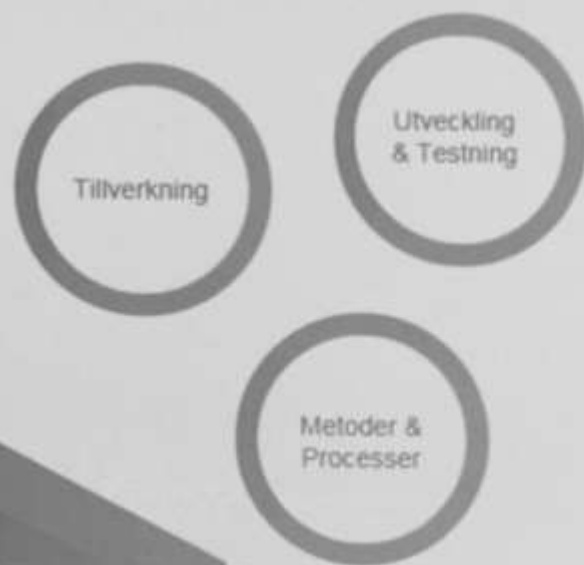 Tillverkning
Utveckling
& Testning
Metoder &
Processer